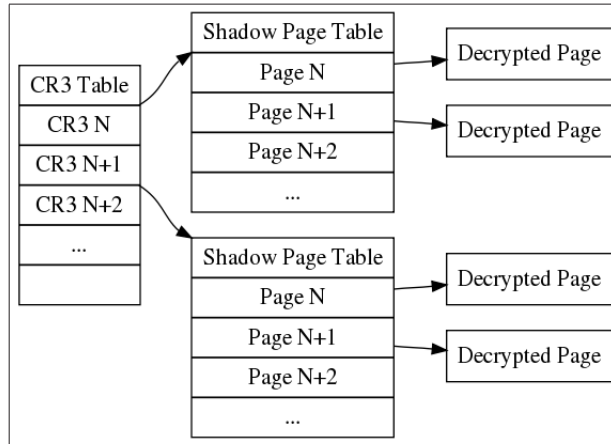 CR3 Table
CR3 N
CR3 N+1
CR3 N+2
...
Shadow Page Table
Page N
Page N+1
Page N+2
...
Decrypted Page
Decrypted Page
Shadow Page Table
Page N
Page N+1
Page N+2
...
Decrypted Page
Decrypted Page